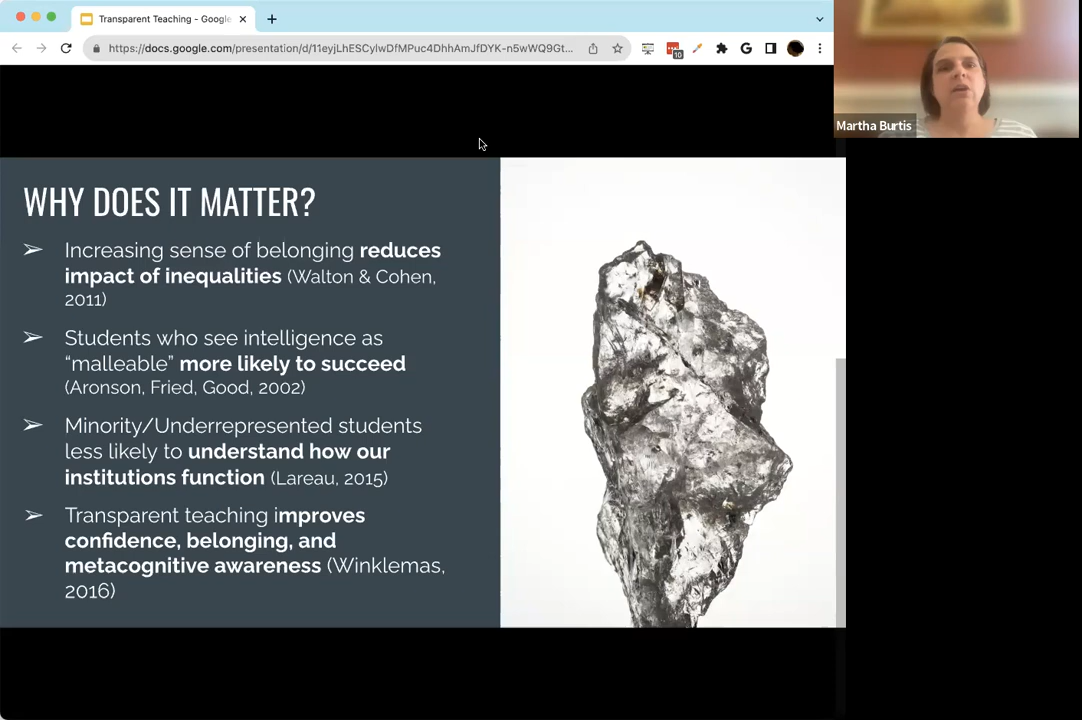 Transparent Teaching - Google
https://docs.google.com/presentation/d/11eyjLhESCylwDfMPuc4DhhAmJfDYK-n5wWQ9Gt...
10
Martha Burtis
WHY DOES IT MATTER?
➢ Increasing sense of belonging reduces
impact of inequalities (Walton & Cohen,
2011)
➢ Students who see intelligence as
“malleable” more likely to succeed
(Aronson, Fried, Good, 2002)
➢ Minority/Underrepresented students
less likely to understand how our
institutions function (Lareau, 2015)
➢ Transparent teaching improves
confidence, belonging, and
metacognitive awareness (Winklemas,
2016)